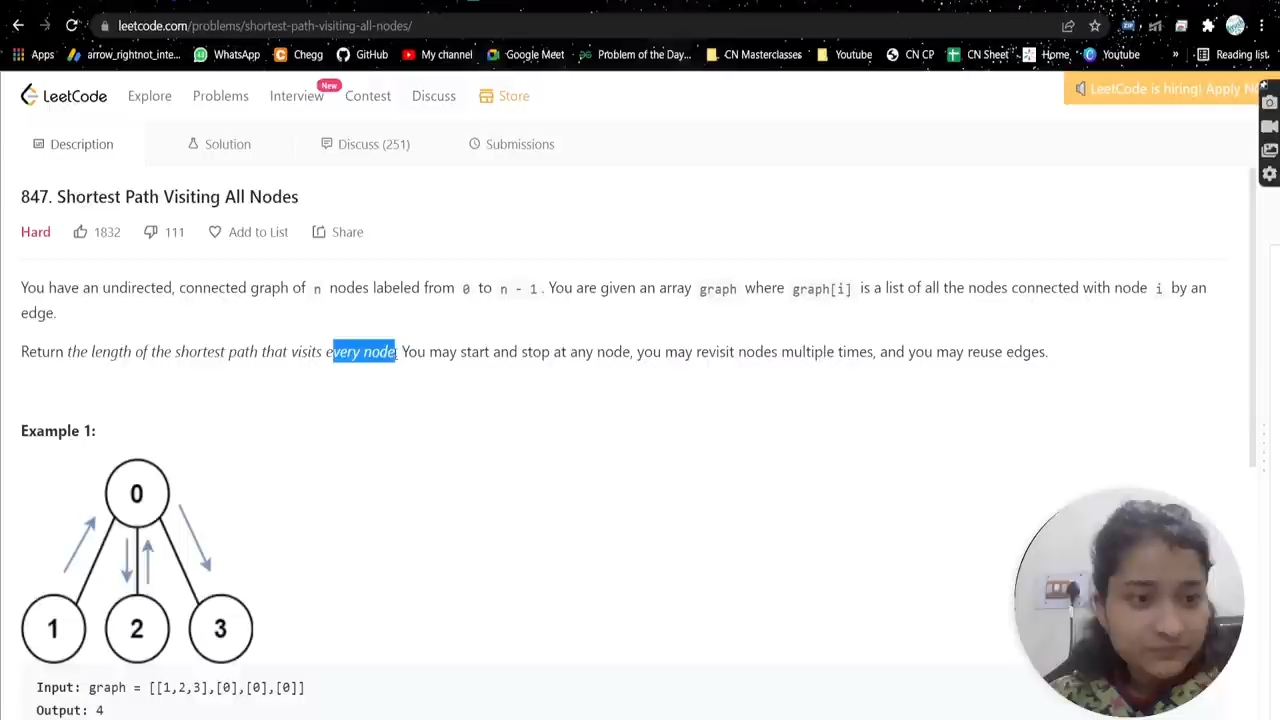 leetcode.com/problems/shortest-path-visiting-all-nodes/
Apps arrow_rightnot_inte... WhatsApp Chegg GitHub My channel Google Meet Problem of the Day... CN Masterclasses Youtube CN CP CN Sheet Home Youtube » Reading list
LeetCode Explore Problems Interview New Contest Discuss Store LeetCode is hiring! Apply
Description Solution Discuss (251) Submissions
847. Shortest Path Visiting All Nodes
Hard 1832 111 Add to List Share
You have an undirected, connected graph of n nodes labeled from 0 to n - 1. You are given an array graph where graph[i] is a list of all the nodes connected with node i by an
edge.
Return the length of the shortest path that visits every node. You may start and stop at any node, you may revisit nodes multiple times, and you may reuse edges.
Example 1:
0
1 2 3
Input: graph = [[1,2,3],[0],[0],[0]]
Output: 4